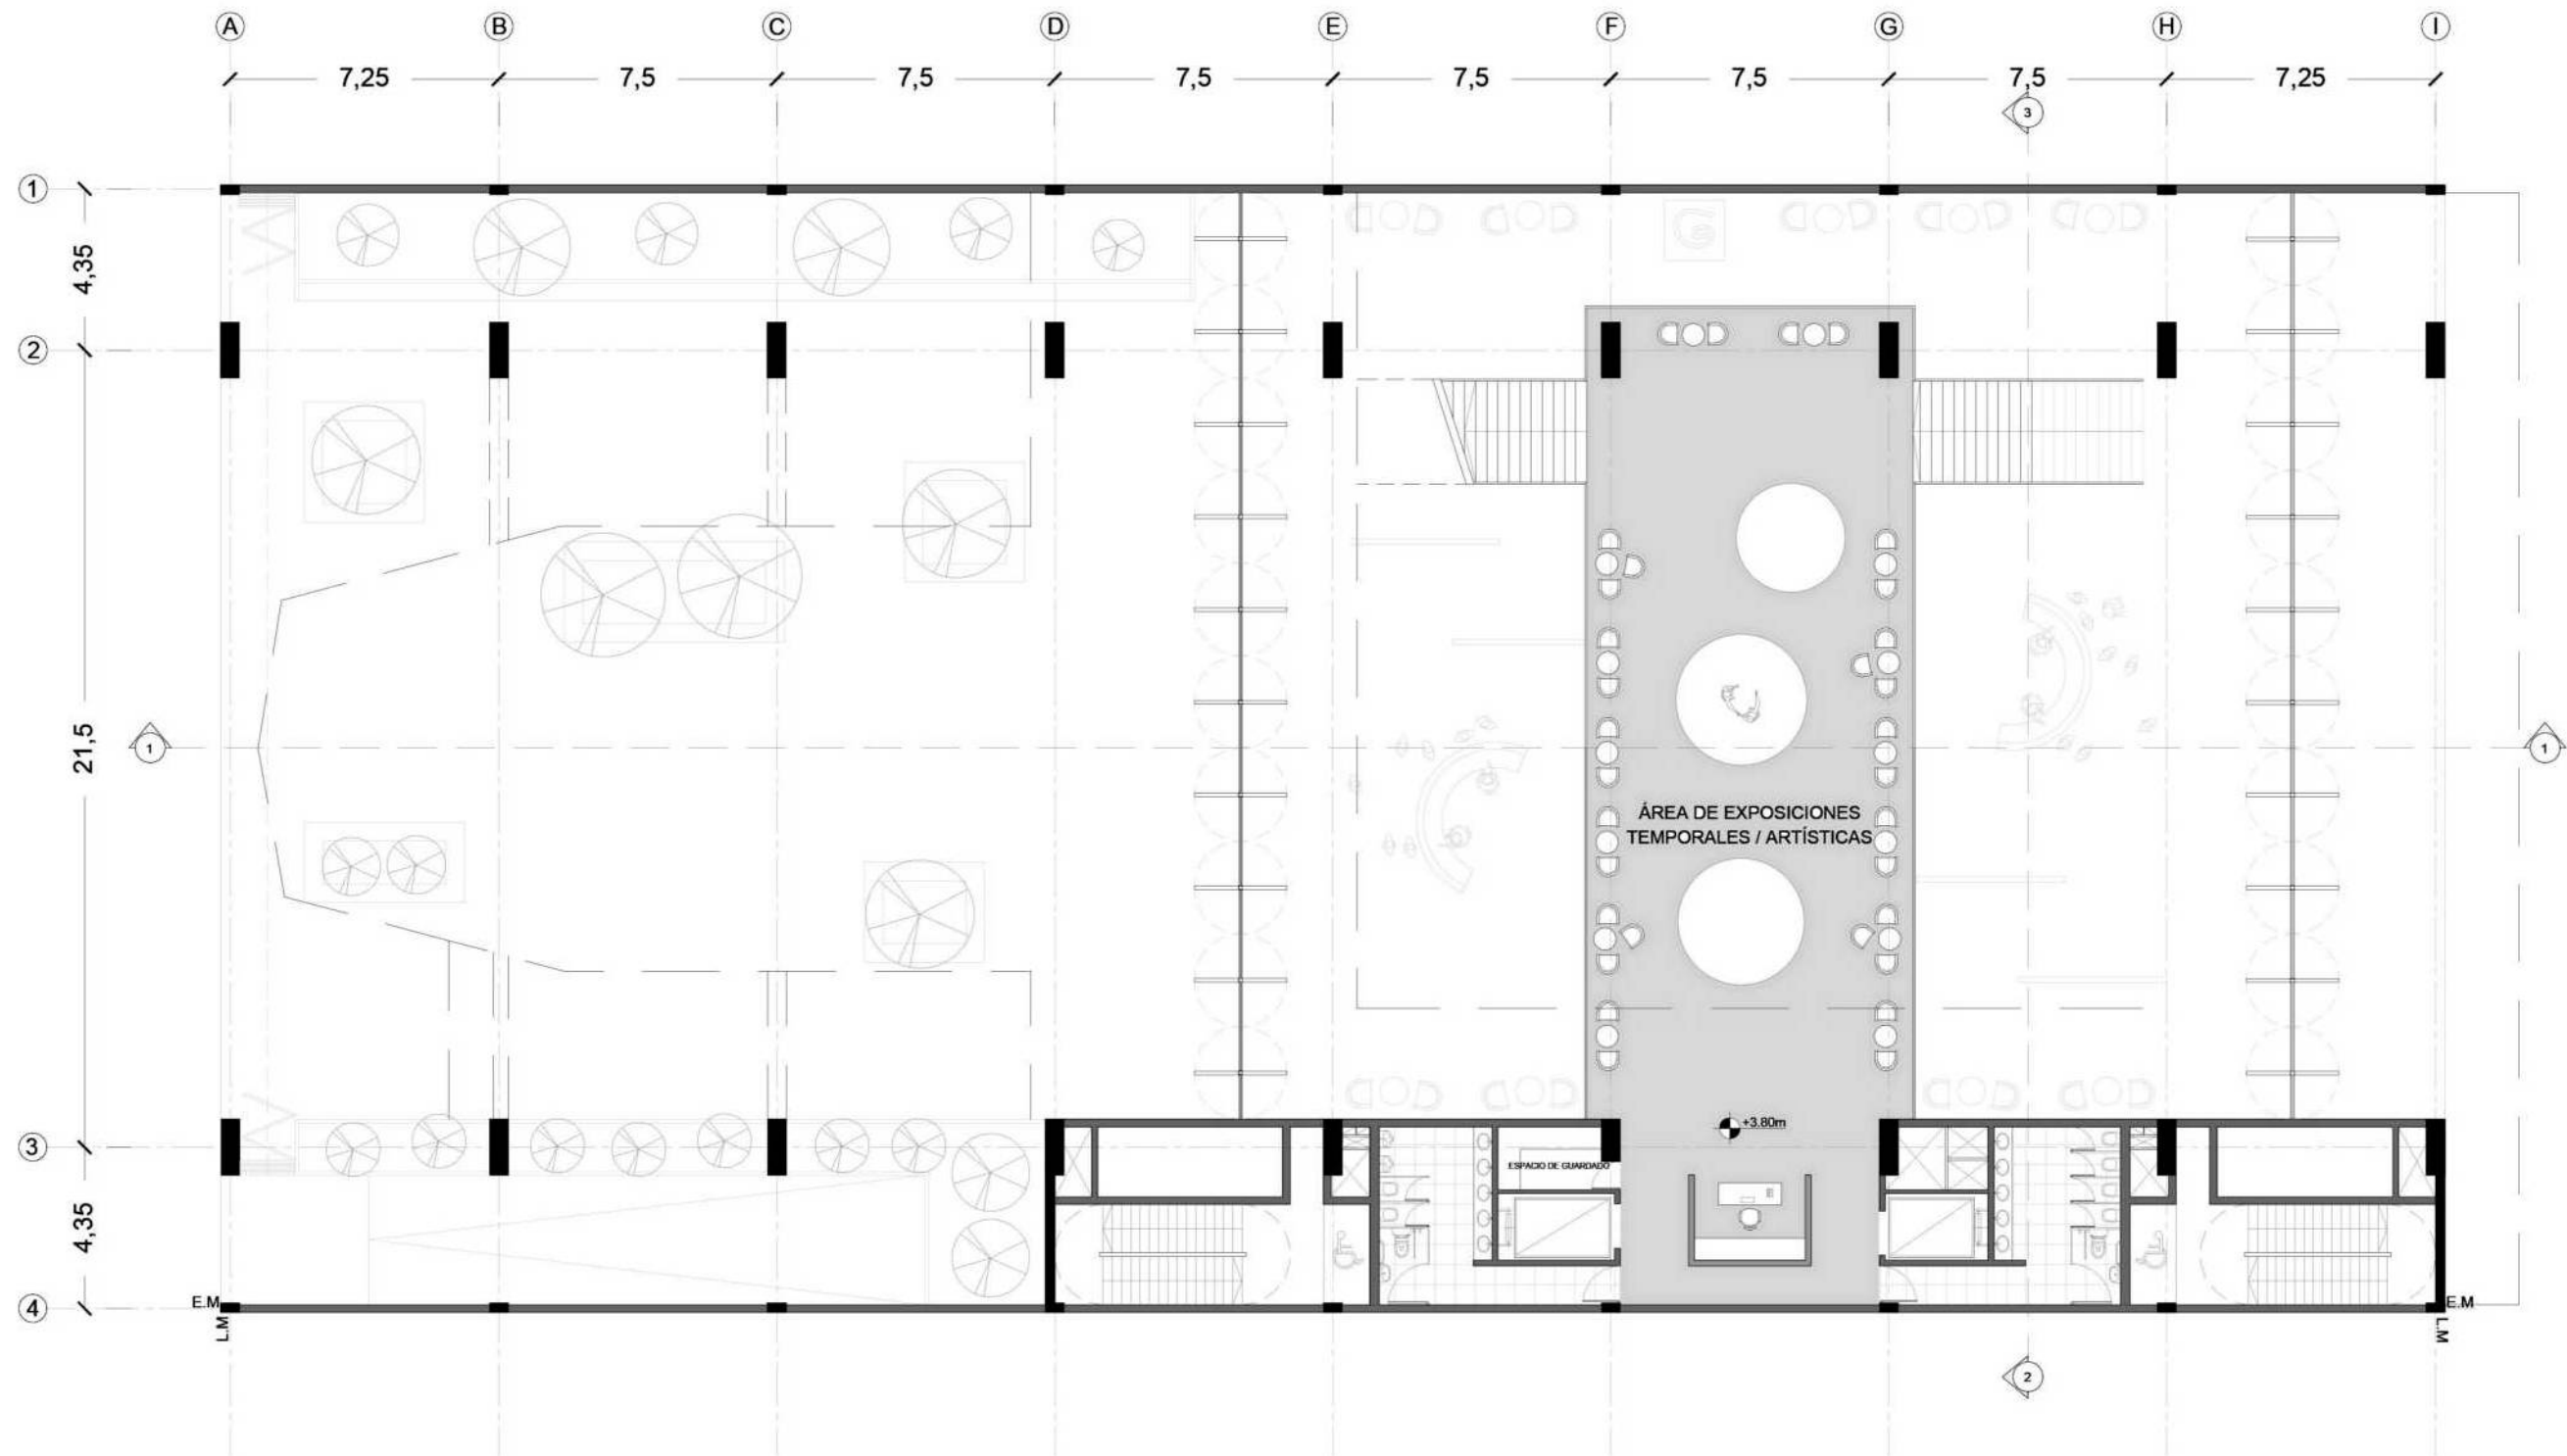 A B C D E F G H I
7,25 7,5 7,5 7,5 7,5 7,5 7,5 7,25
3
1
4,35
2
21,5
1 1
ÁREA DE EXPOSICIONES
TEMPORALES / ARTÍSTICAS
+3.80m
3
ESPACIO DE GUARDADO
4,35
E.M E.M
4
L.M L.M
2